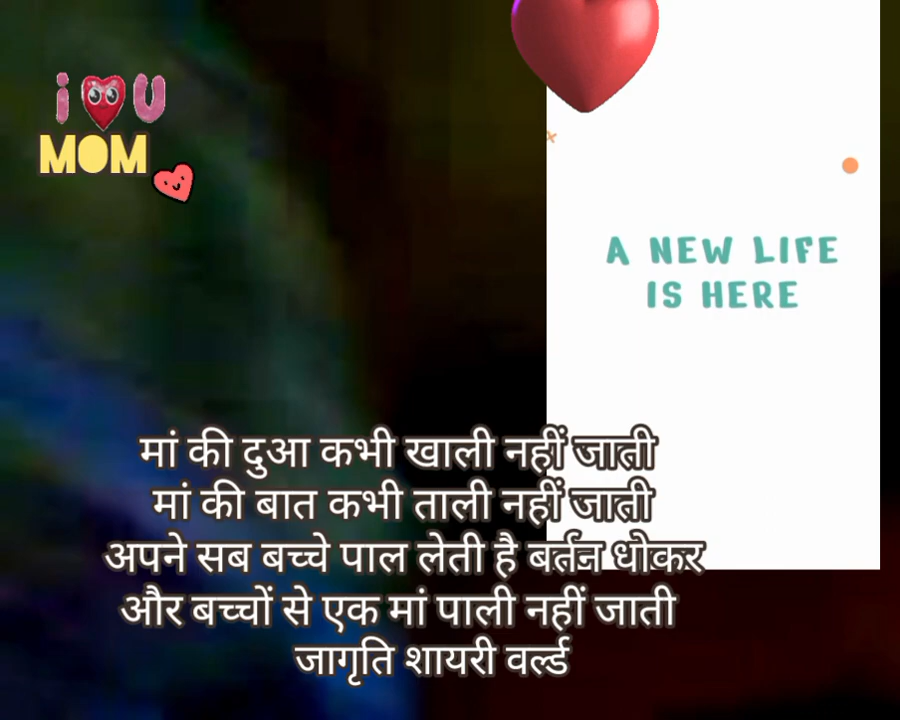 i U
MOM
A NEW LIFE
IS HERE
मां की दुआ कभी खाली नहीं जाती
मां की बात कभी ताली नहीं जाती
अपने सब बच्चे पाल लेती है बर्तन धोकर
और बच्चों से एक मां पाली नहीं जाती
जागृति शायरी वर्ल्ड